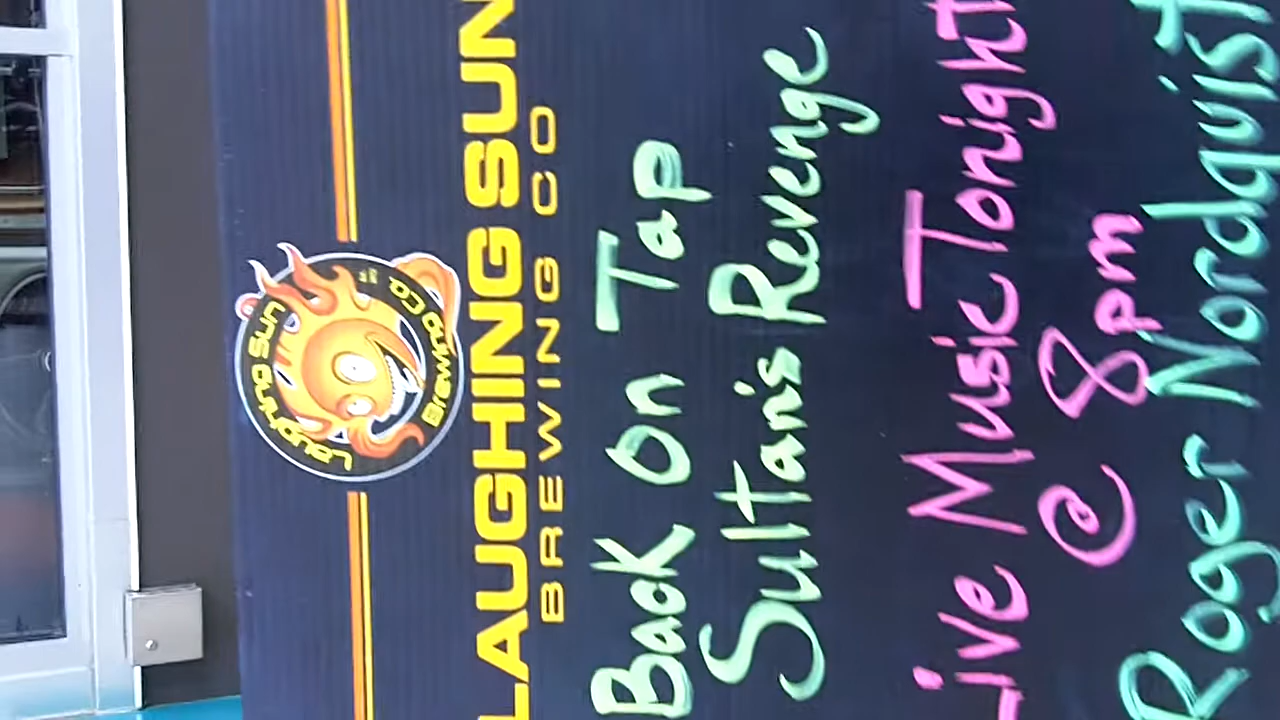 Laughing Sun
Brewing Co.
LAUGHING SUN
BREWING CO
Back On Tap
Sultan's Revenge
Live Music Tonight
@ 8pm
Roger Nordquist